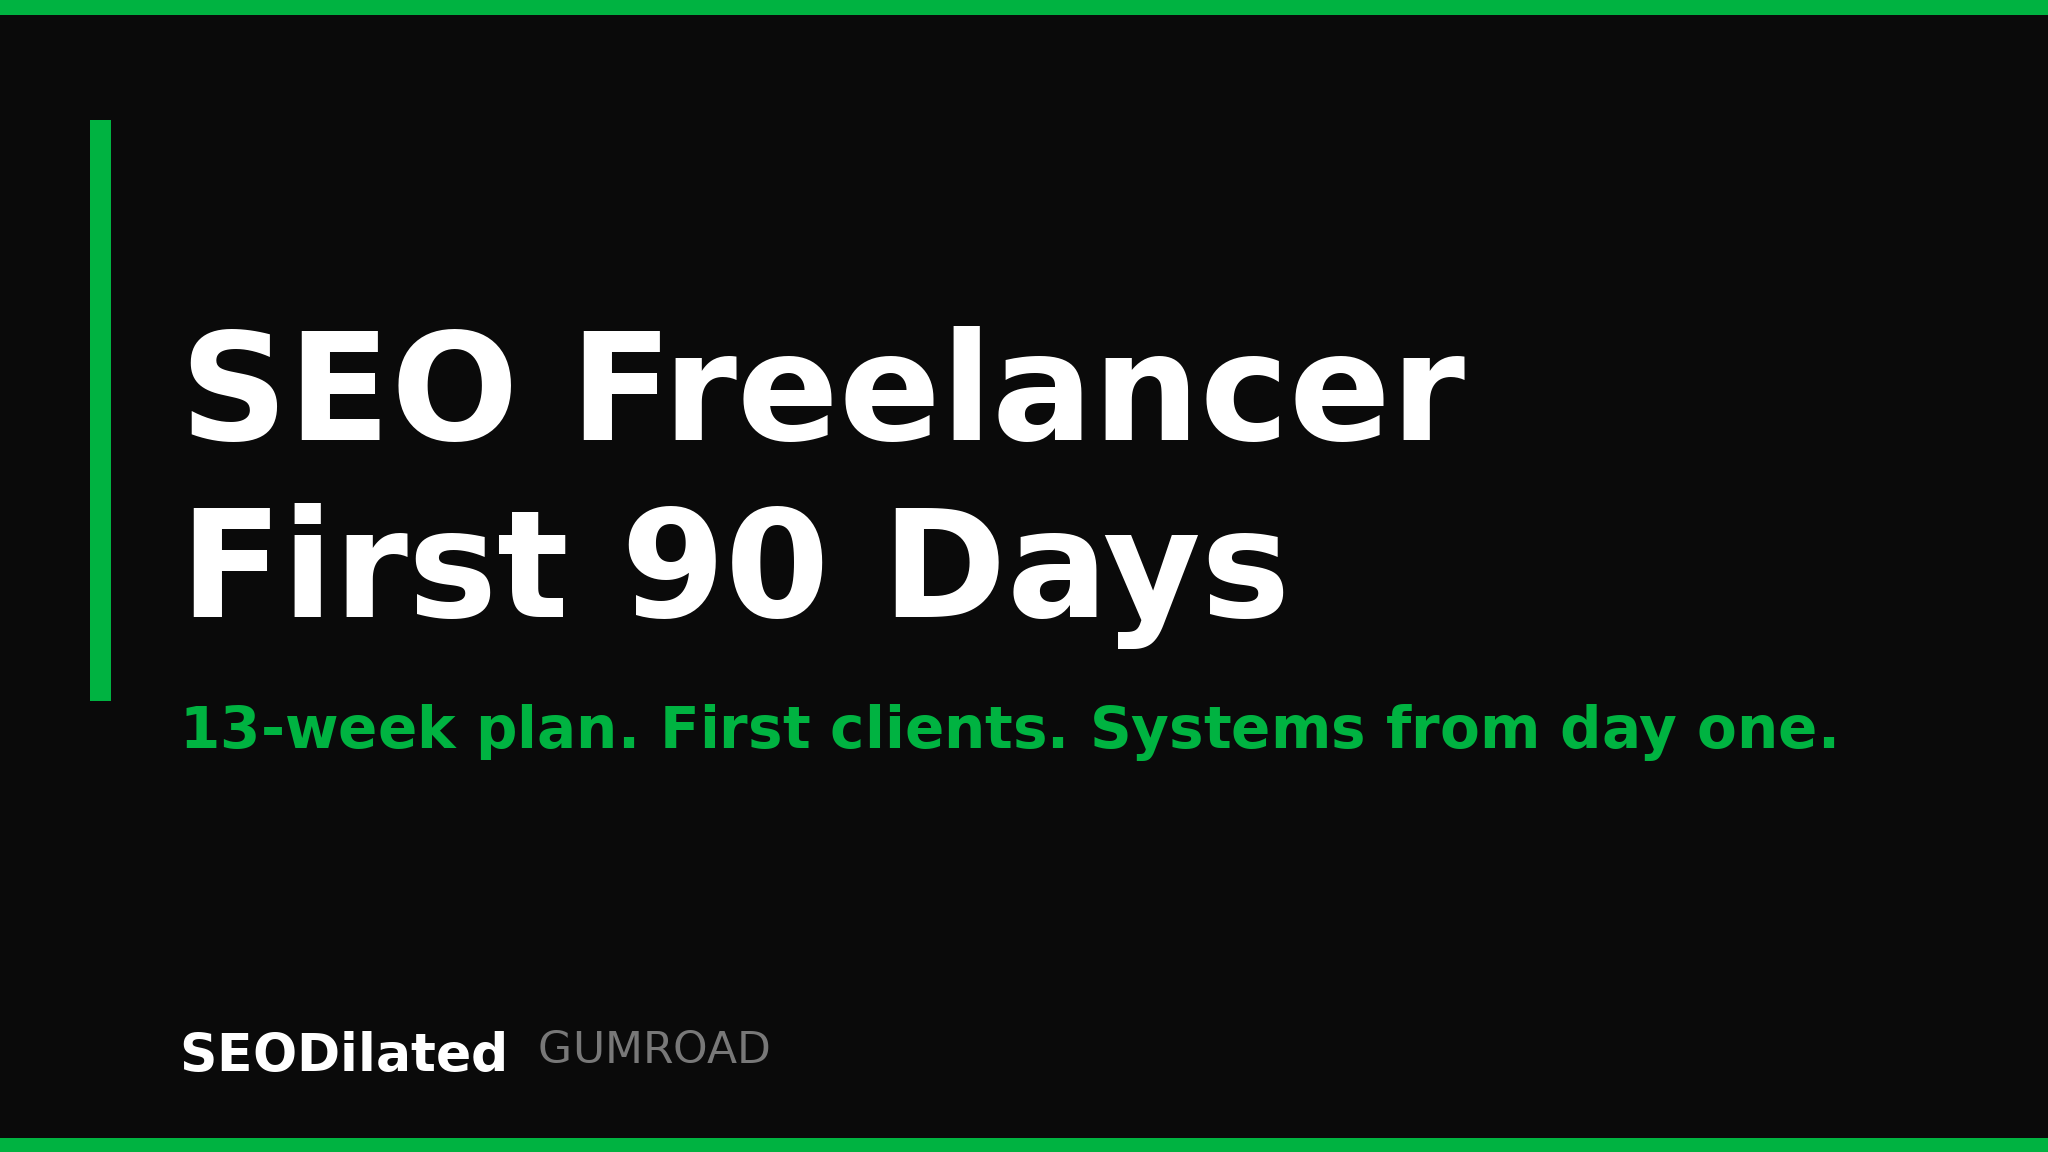 SEO Freelancer
First 90 Days
13-week plan. First clients. Systems from day one.
SEODilated GUMROAD